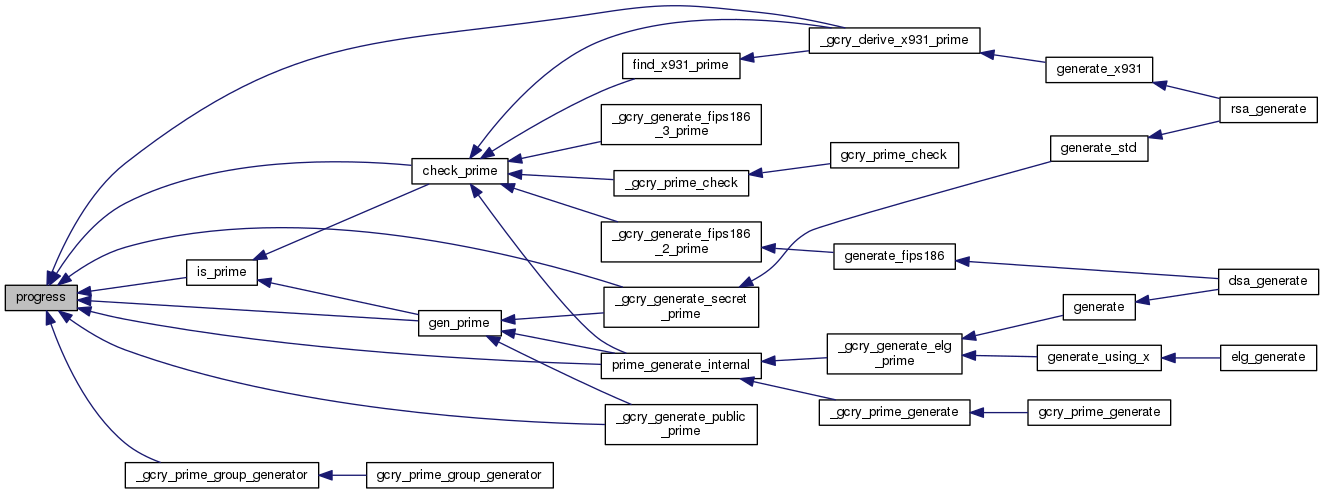 progress
_gcry_derive_x931_prime
find_x931_prime
generate_x931
rsa_generate
_gcry_generate_fips186
_3_prime
generate_std
gcry_prime_check
check_prime
_gcry_prime_check
_gcry_generate_fips186
_2_prime
generate_fips186
is_prime
dsa_generate
_gcry_generate_secret
_prime
generate
gen_prime
_gcry_generate_elg
_prime
generate_using_x
elg_generate
prime_generate_internal
_gcry_prime_generate
gcry_prime_generate
_gcry_generate_public
_prime
_gcry_prime_group_generator
gcry_prime_group_generator